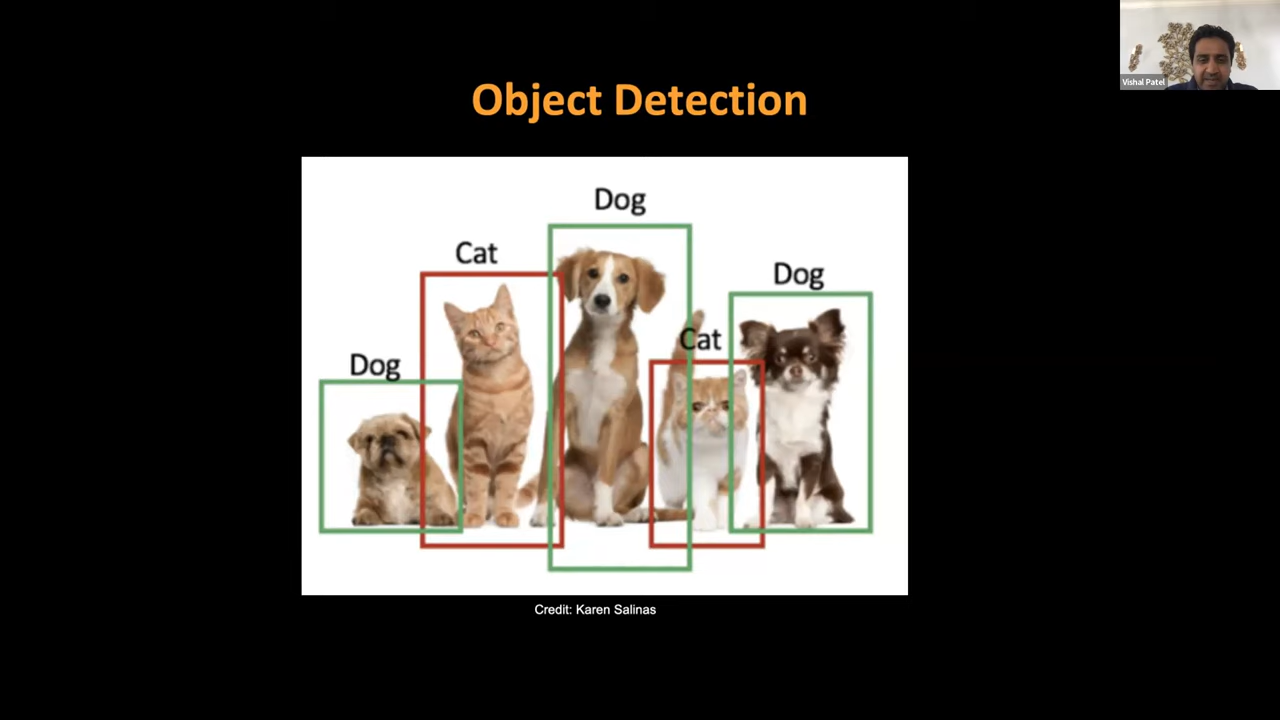 Vishal Patel
Object Detection
Dog
Cat
Dog
Cat
Dog
Credit: Karen Salinas